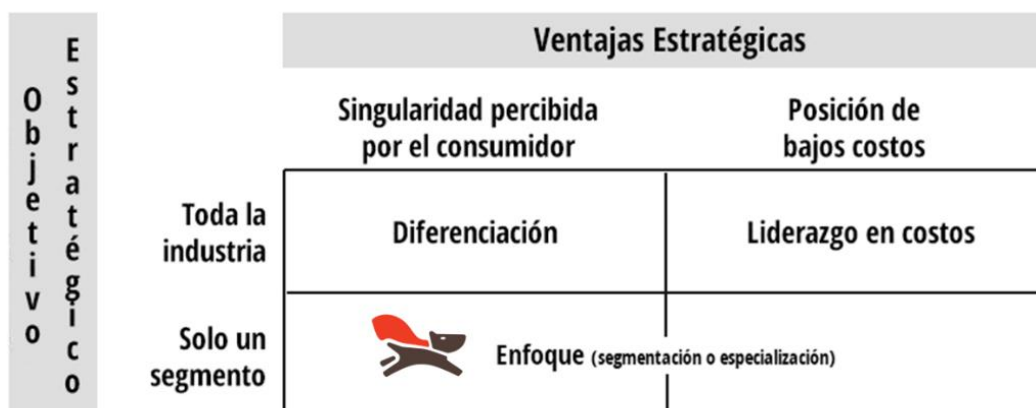 Objetivo
Estratégico
Ventajas Estratégicas
Singularidad percibida
por el consumidor
Posición de
bajos costos
Toda la
industria
Diferenciación
Liderazgo en costos
Solo un
segmento
Enfoque (segmentación o especialización)